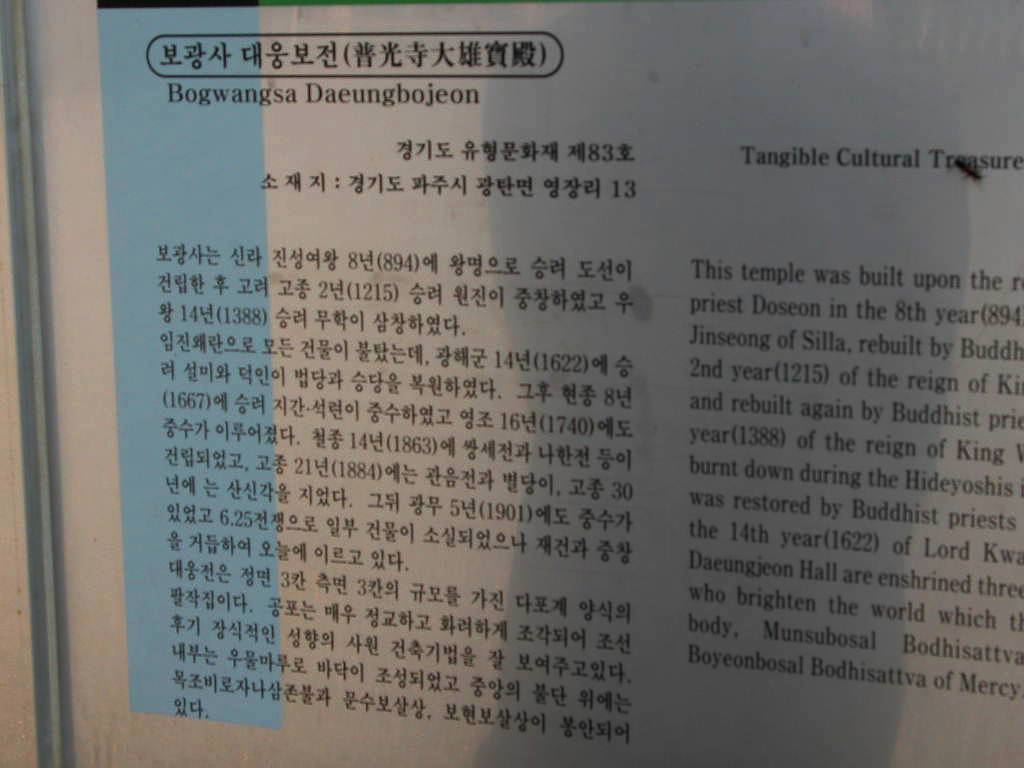 보광사 대웅보전(普光寺大雄寶殿)
Bogwangsa Daeungbojeon
경기도 유형문화재 제83호
소 재 지 : 경기도 파주시 광탄면 영장리 13
보광사는 신라 진성여왕 8년(894)에 왕명으로 승려 도선이
건립한 후 고려 고종 2년(1215) 승려 원진이 중창하였고 우
왕 14년(1388) 승려 무학이 삼창하였다.
임진왜란으로 모든 건물이 불탔는데, 광해군 14년(1622)에 승
려 설미와 덕인이 법당과 승당을 복원하였다. 그후 현종 8년
(1667)에 승려 지간·석련이 중수하였고 영조 16년(1740)에도
중수가 이루어졌다. 철종 14년(1863)에 쌍세전과 나한전 등이
건립되었고, 고종 21년(1884)에는 관음전과 별당이, 고종 30
년에 는 산신각을 지었다. 그뒤 광무 5년(1901)에도 중수가
있었고 6.25전쟁으로 일부 건물이 소실되었으나 재건과 중창
을 거듭하여 오늘에 이르고 있다.
대웅전은 정면 3칸 측면 3칸의 규모를 가진 다포계 양식의
팔작집이다. 공포는 매우 정교하고 화려하게 조각되어 조선
후기 장식적인 성향의 사원 건축기법을 잘 보여주고있다.
내부는 우물마루로 바닥이 조성되었고 중앙의 불단 위에는
목조비로자나삼존불과 문수보살상, 보현보살상이 봉안되어
있다.
Tangible Cultural Treasure
This temple was built upon the
priest Doseon in the 8th year(894
Jinseong of Silla, rebuilt by Buddh
2nd year(1215) of the reign of Ki
and rebuilt again by Buddhist prie
year(1388) of the reign of King
burnt down during the Hideyoshis
was restored by Buddhist priests
the 14th year(1622) of Lord Kwa
Daeungjeon Hall are enshrined three
who brighten the world which th
body, Munsubosal Bodhisattva
Boyeonbosal Bodhisattva of Mercy